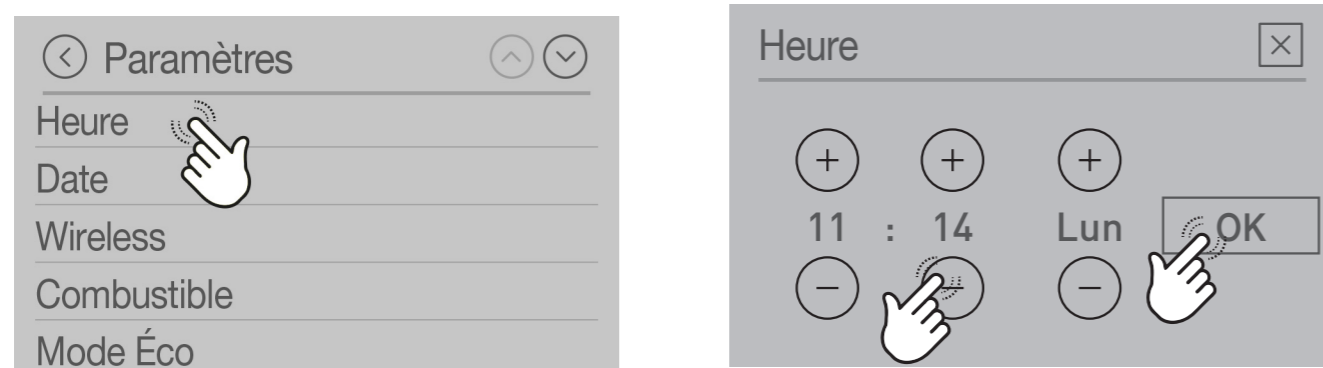 Paramètres
Heure
Date
Wireless
Combustible
Mode Éco
Heure
+ + +
11 : 14 Lun OK
− − −